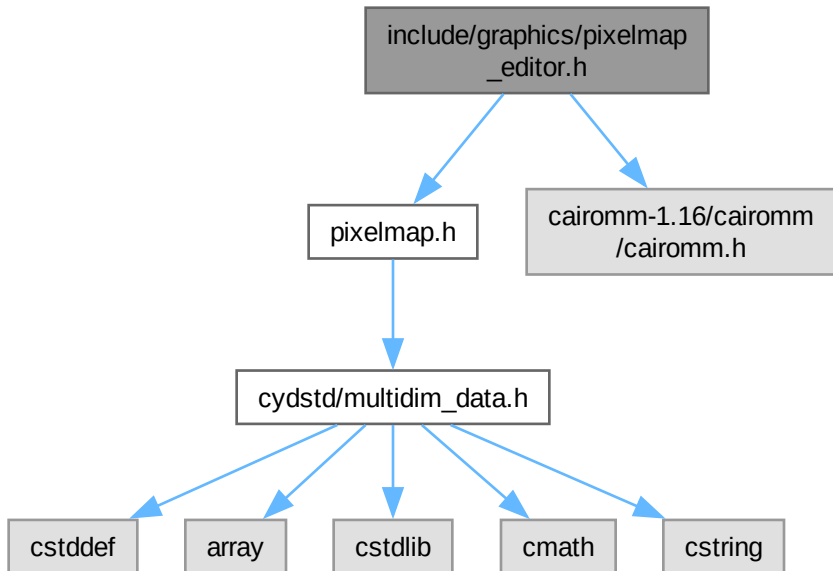 include/graphics/pixelmap
_editor.h
pixelmap.h
cairomm-1.16/cairomm
/cairomm.h
cydstd/multidim_data.h
cstddef
array
cstdlib
cmath
cstring